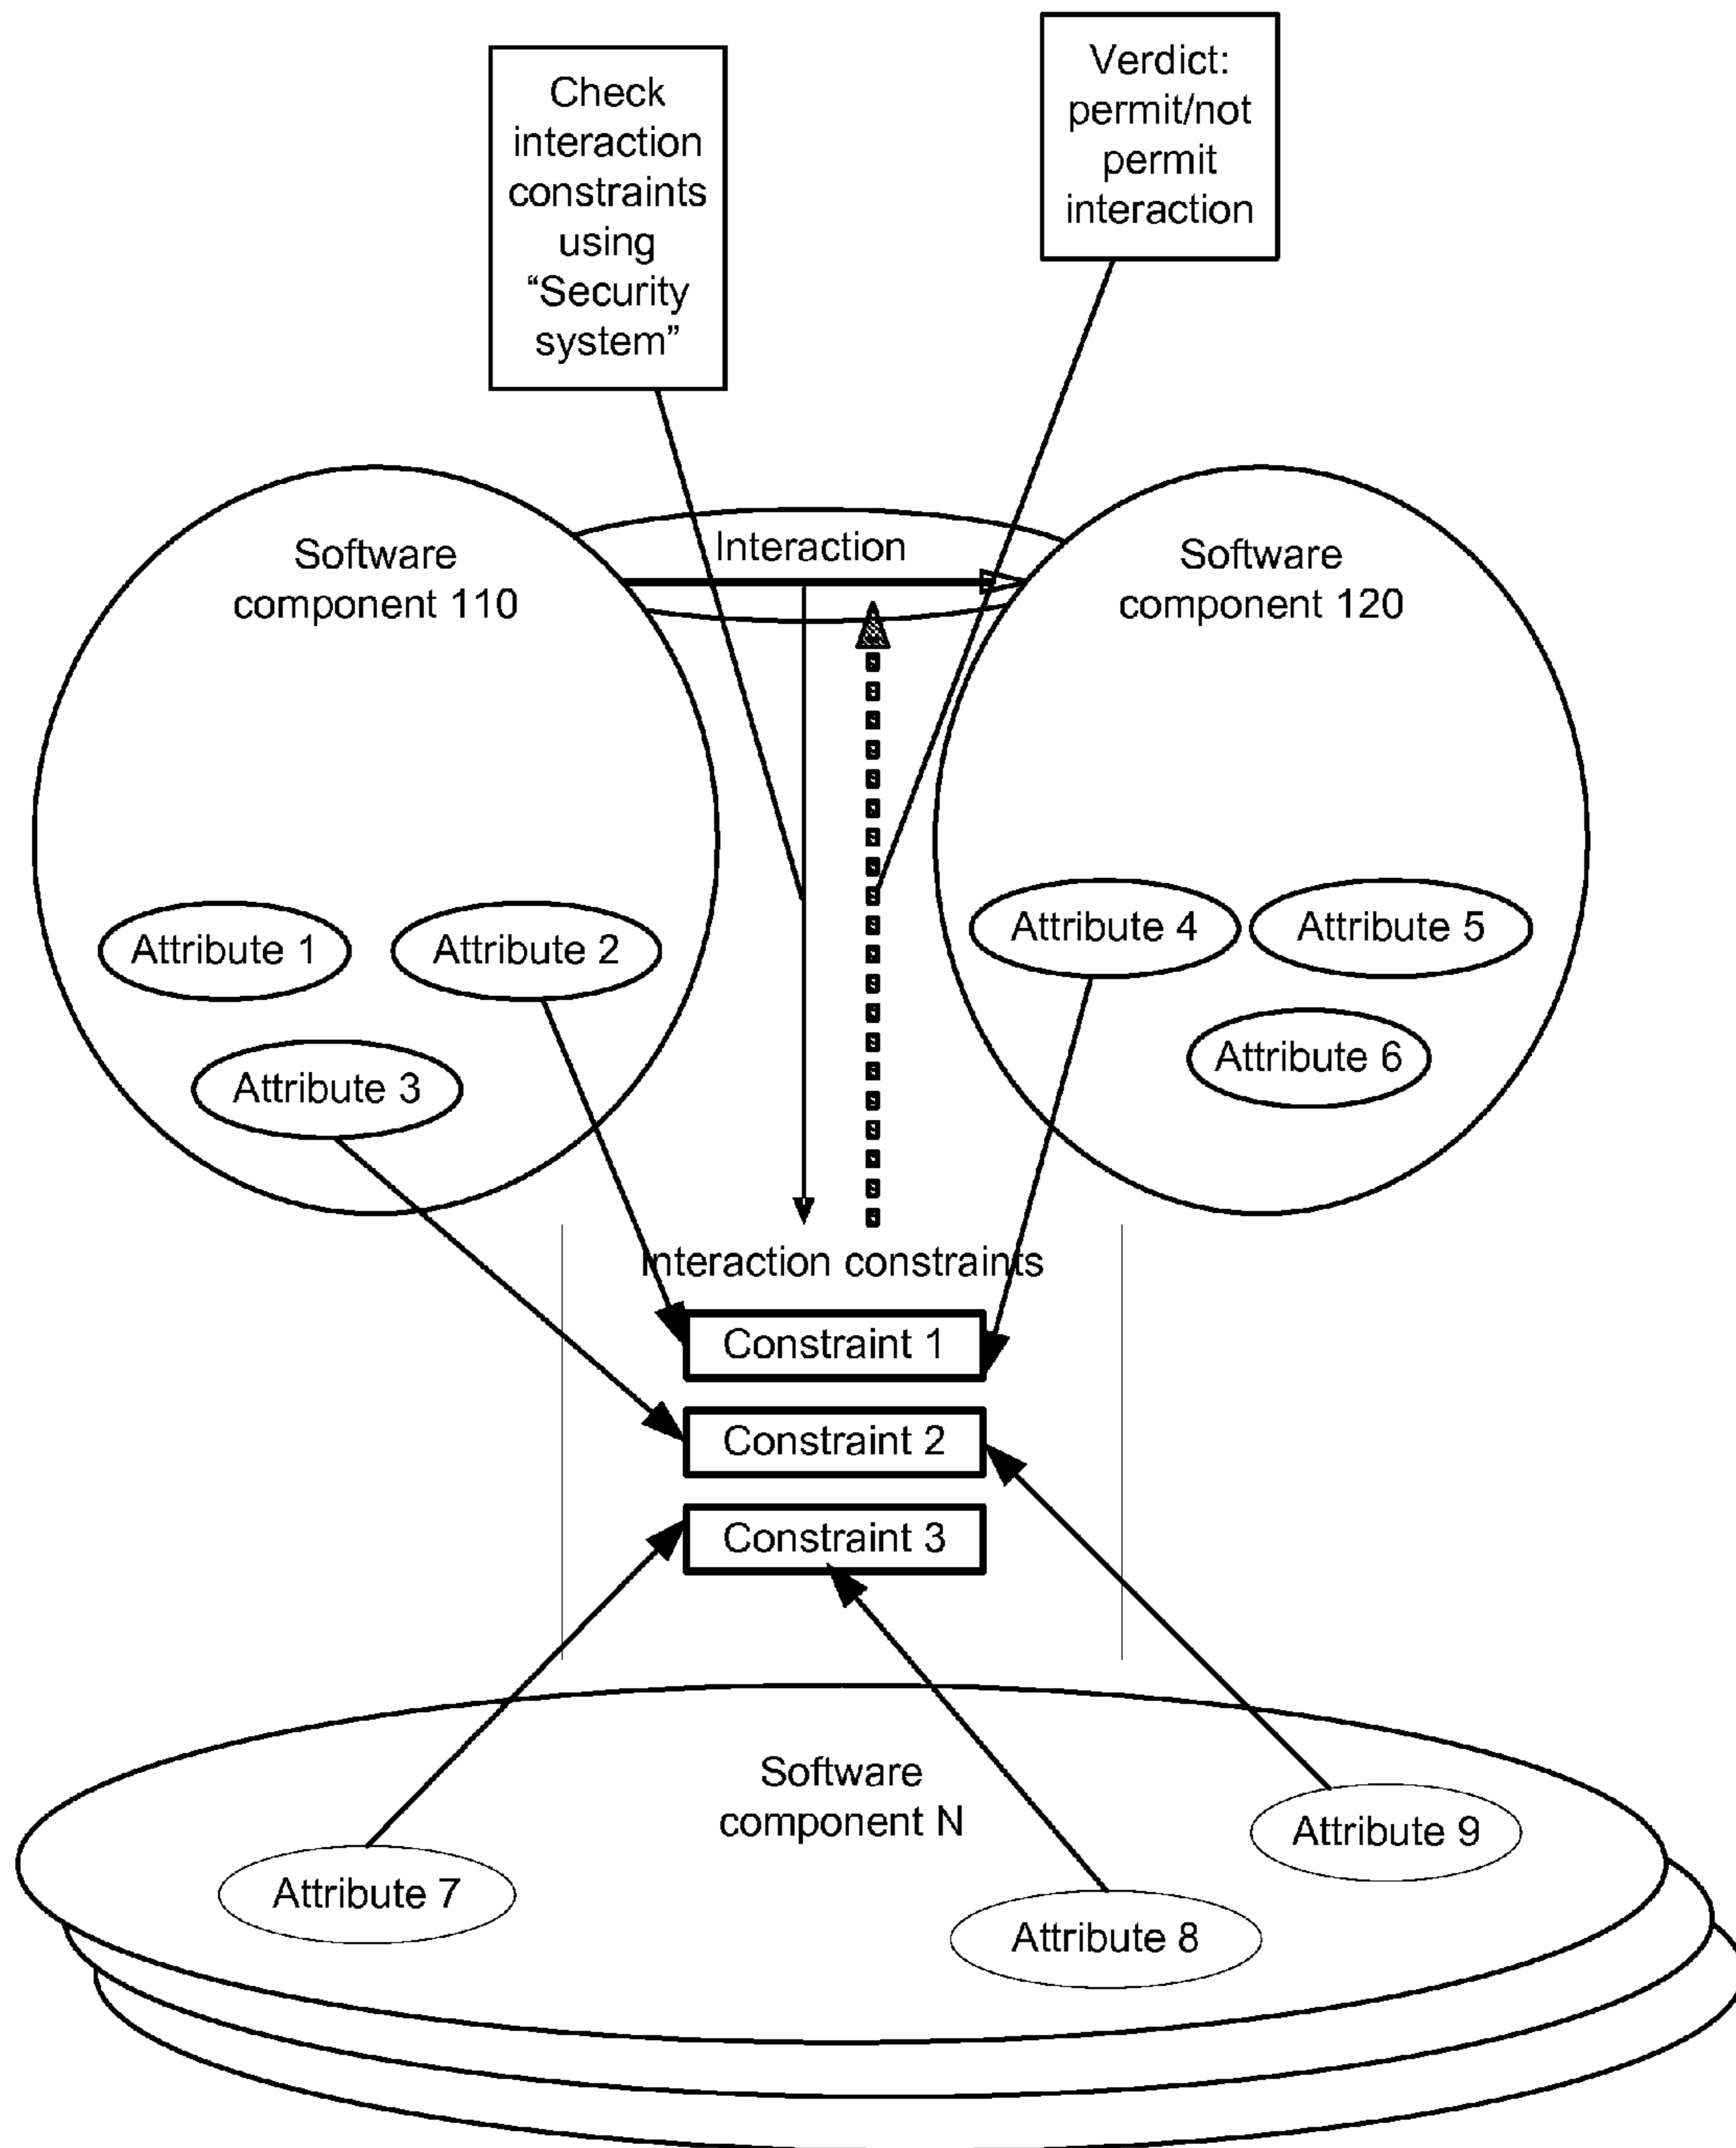 Check
interaction
constraints
using
“Security
system”
Verdict:
permit/not
permit
interaction
Software
component 110
Interaction
Software
component 120
Attribute 1
Attribute 2
Attribute 3
Attribute 4
Attribute 5
Attribute 6
Interaction constraints
Constraint 1
Constraint 2
Constraint 3
Software
component N
Attribute 7
Attribute 8
Attribute 9